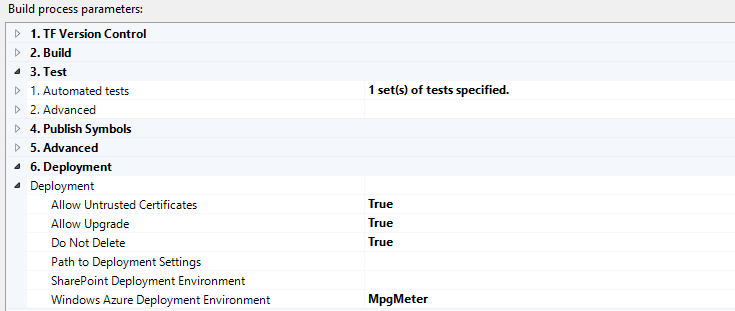 Build process parameters:
1. TF Version Control
2. Build
3. Test
1. Automated tests 1 set(s) of tests specified.
2. Advanced
4. Publish Symbols
5. Advanced
6. Deployment
Deployment
Allow Untrusted Certificates True
Allow Upgrade True
Do Not Delete True
Path to Deployment Settings
SharePoint Deployment Environment
Windows Azure Deployment Environment MpgMeter